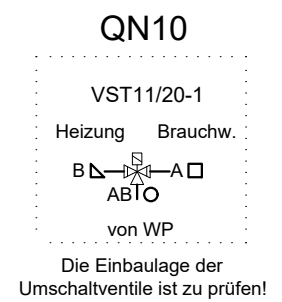 QN10
VST11/20-1
Heizung Brauchw.
B A
AB
von WP
Die Einbaulage der
Umschaltventile ist zu prüfen!